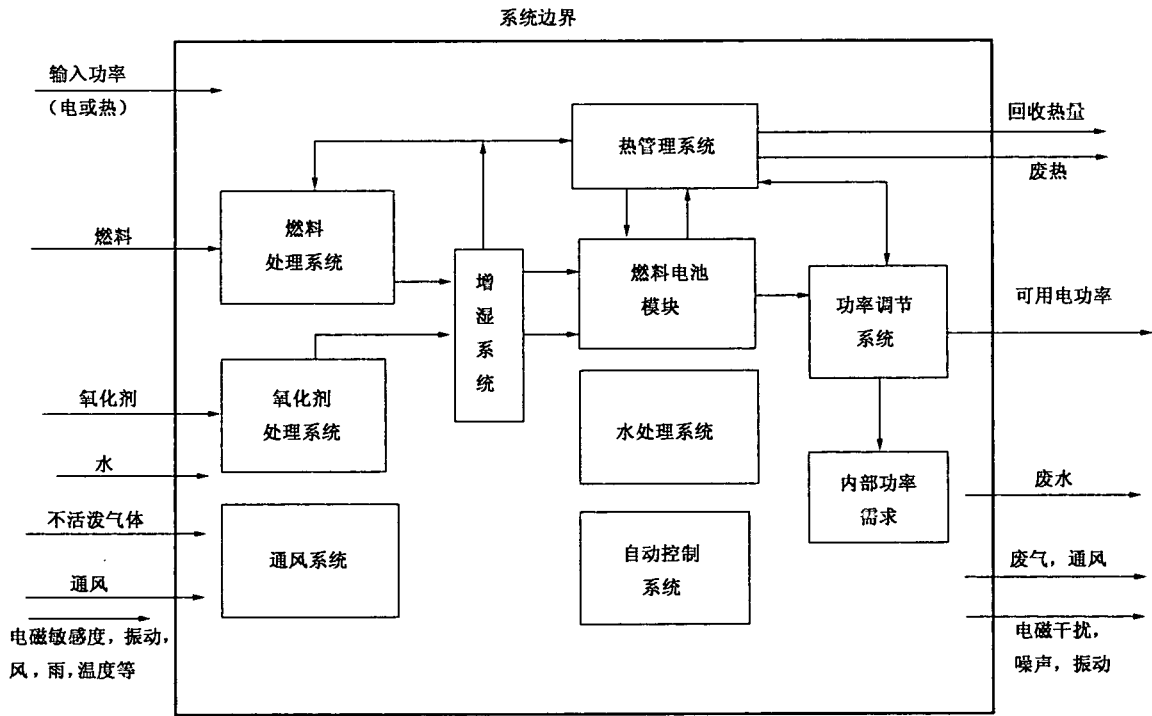 系统边界
输入功率
（电或热）
热管理系统
回收热量
废热
燃料
燃料
处理系统
增
湿
系
统
燃料电池
模块
功率调节
系统
可用电功率
氧化剂
氧化剂
处理系统
水处理系统
水
内部功率
需求
废水
不活泼气体
通风系统
自动控制
系统
废气，通风
通风
电磁敏感度，振动，
风，雨，温度等
电磁干扰，
噪声，振动